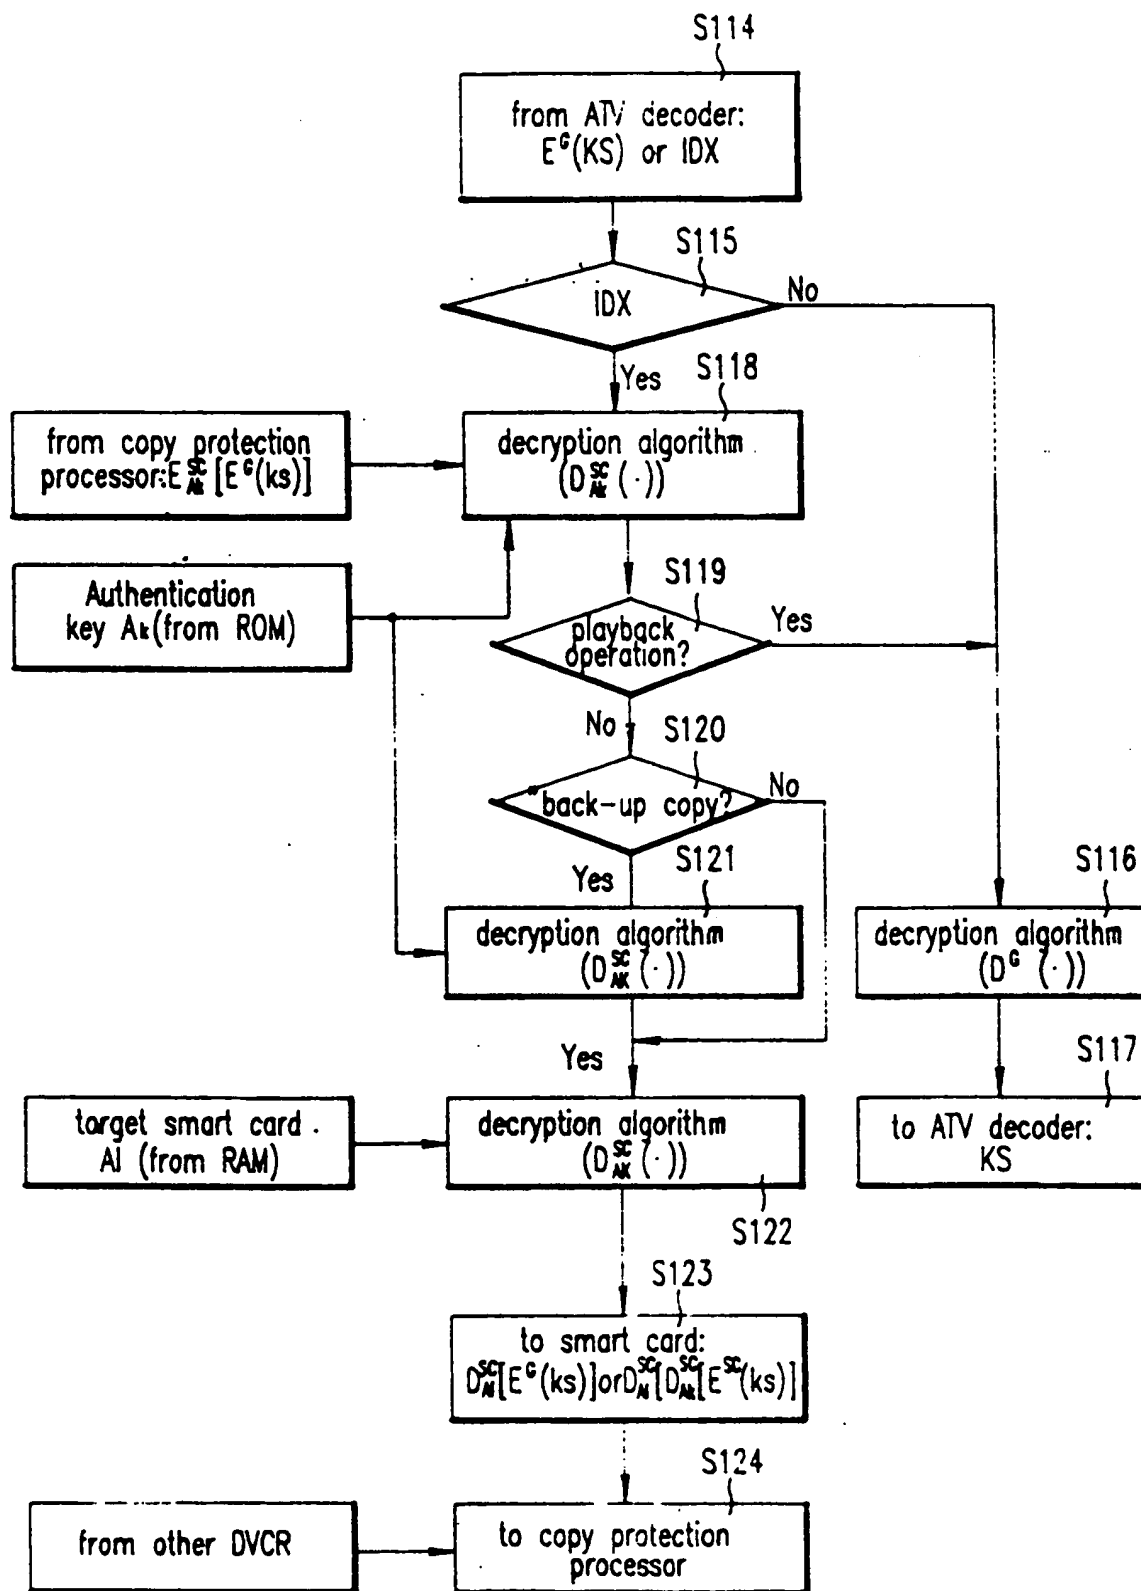 S114
from ATV decoder:
E^G(KS) or IDX
S115
IDX
No
Yes
S118
from copy protection
processor:E^SC_Ak[E^G(ks)]
decryption algorithm
(D^SC_Ak(·))
Authentication
key Ak(from ROM)
S119
playback
operation?
Yes
No
S120
back-up copy?
No
Yes
S121
decryption algorithm
(D^SC_AK(·))
S116
decryption algorithm
(D^G(·))
Yes
S117
target smart card
AI (from RAM)
decryption algorithm
(D^SC_AK(·))
to ATV decoder:
KS
S122
S123
to smart card:
D^SC_AI[E^G(ks)]orD^SC_AI[D^SC_Ak[E^SC(ks)]
S124
from other DVCR
to copy protection
processor